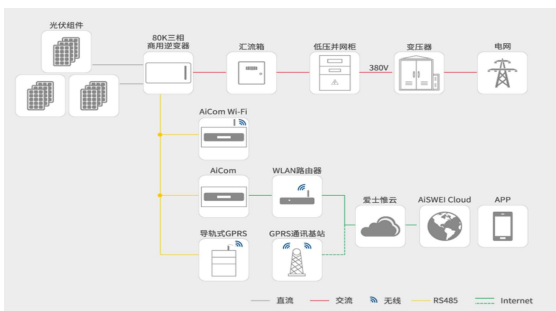 光伏组件
80K三相
商用逆变器
汇流箱
低压并网柜
变压器
电网
380V
AiCom Wi-Fi
AiCom
WLAN路由器
爱士惟云
AiSWEI Cloud
APP
导轨式GPRS
GPRS通讯基站
直流
交流
无线
RS485
Internet